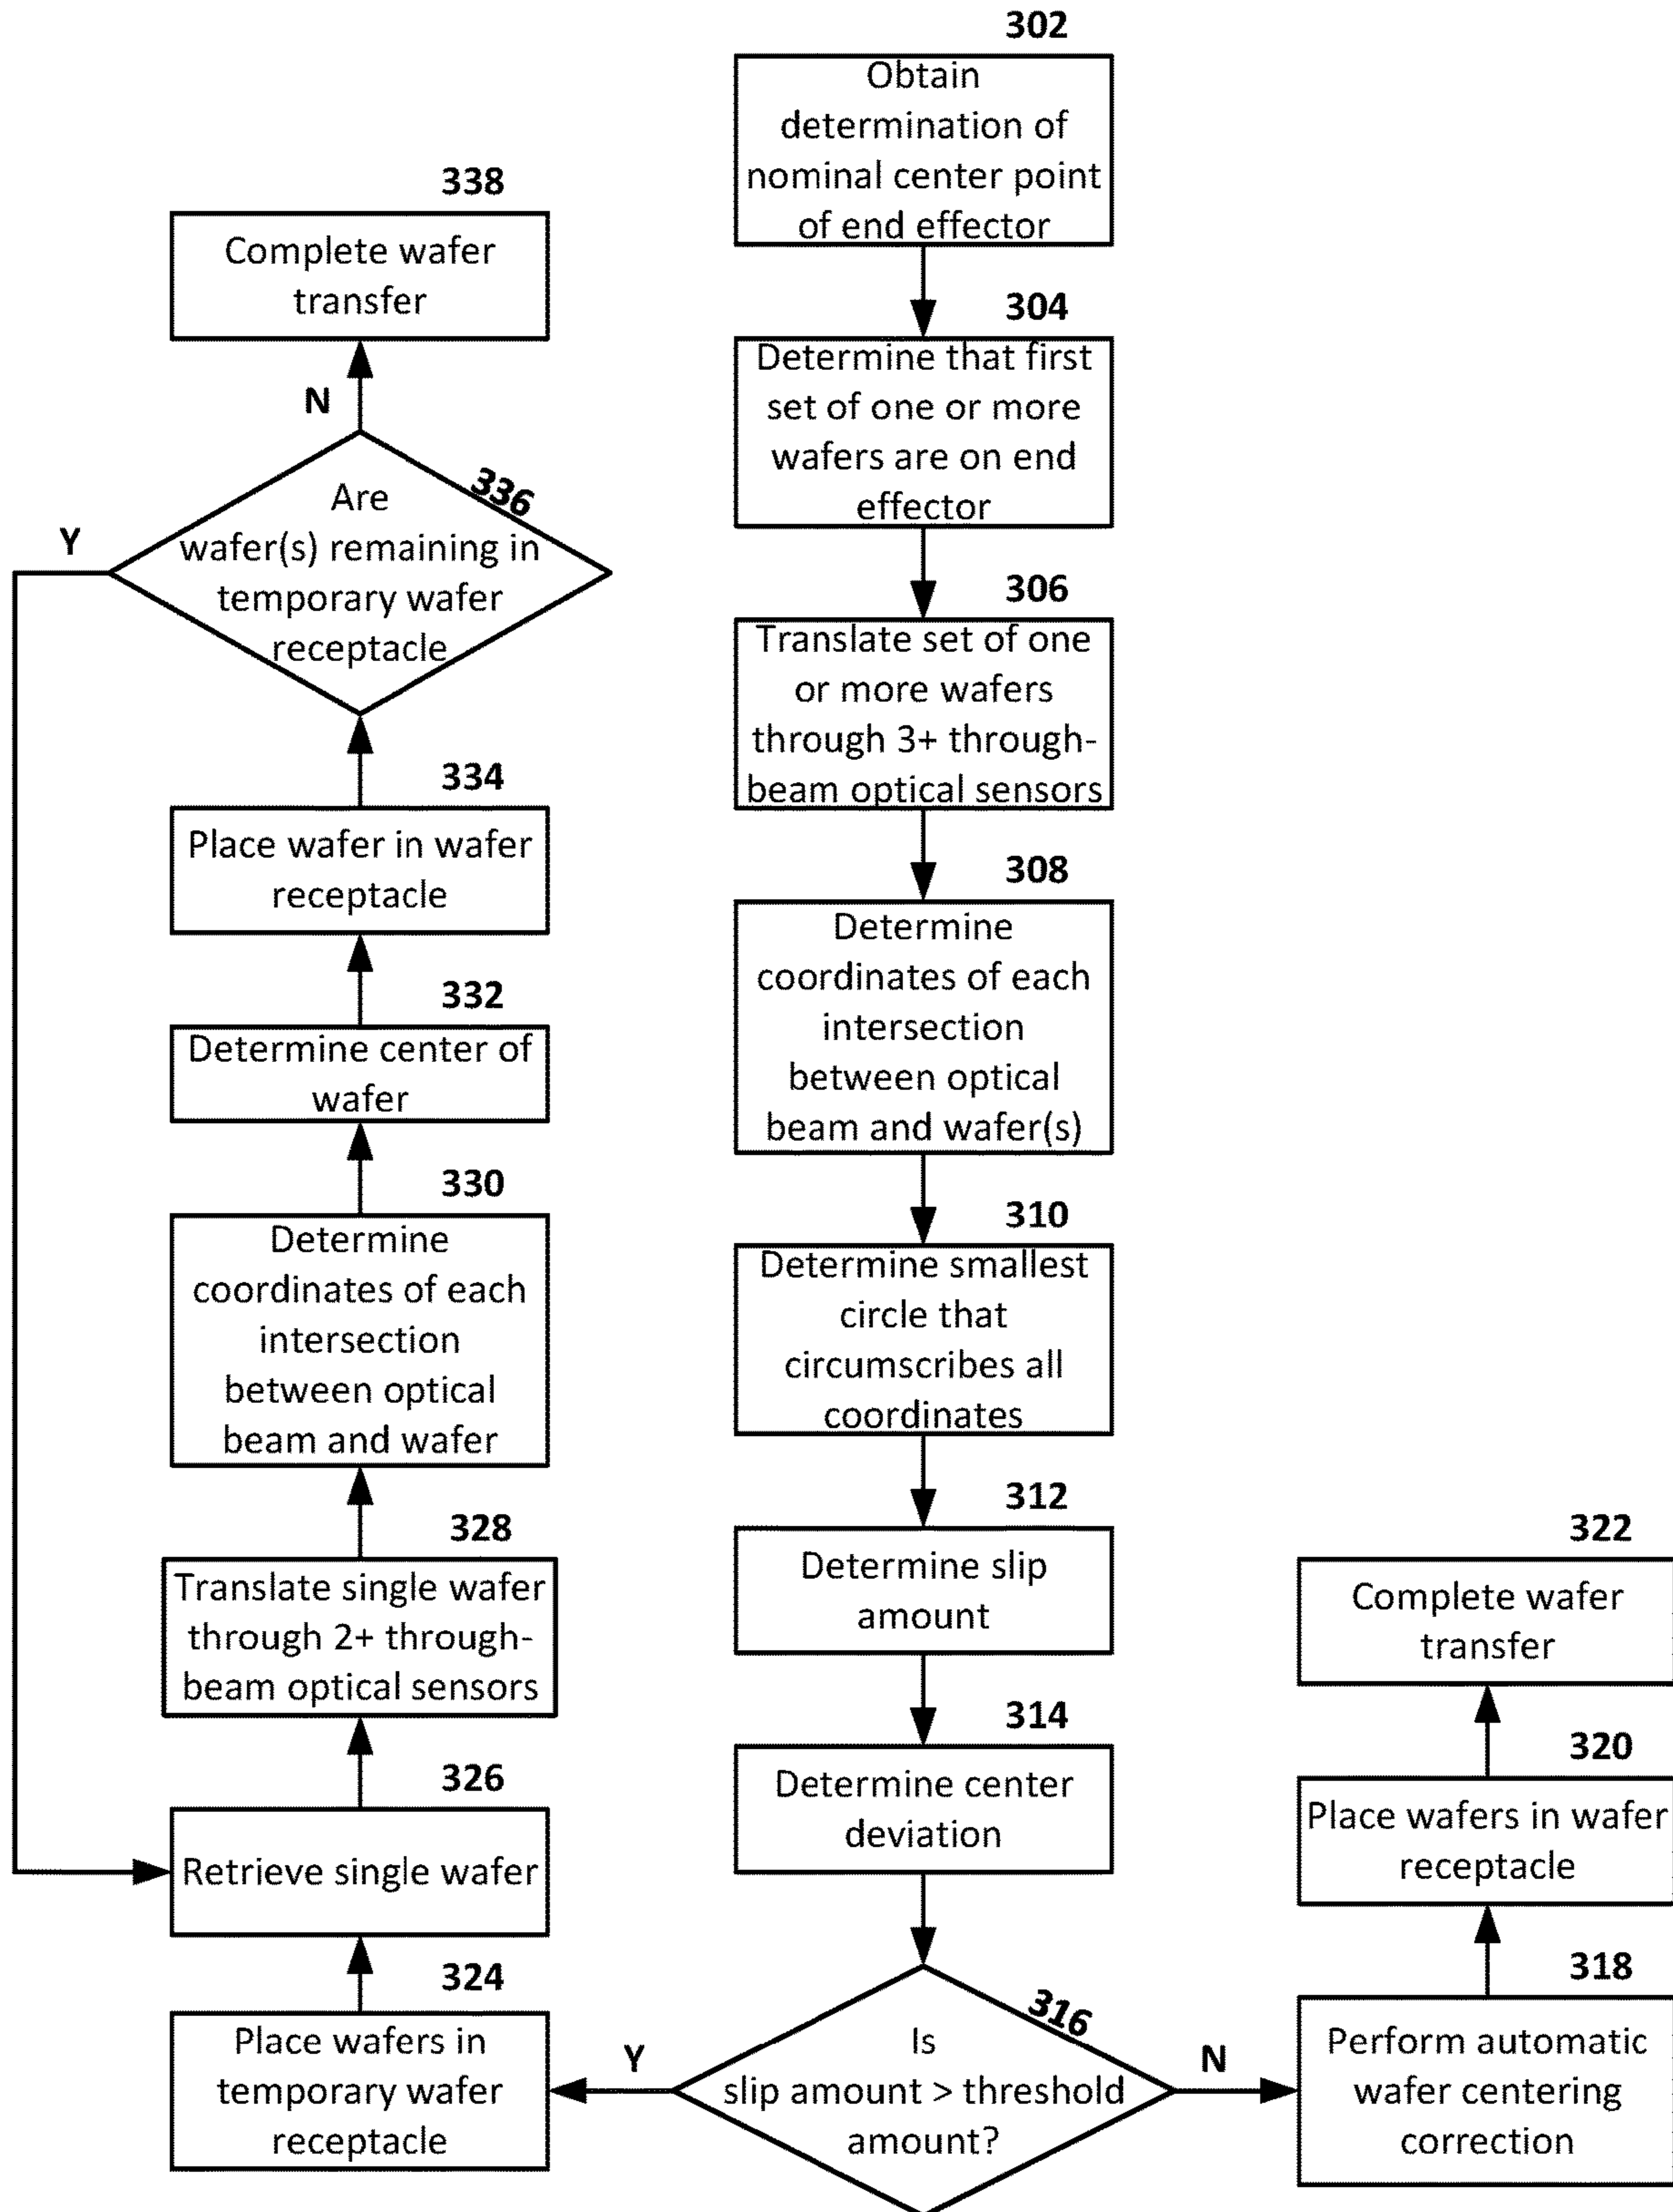 302
Obtain
determination of
nominal center point
of end effector
304
Determine that first
set of one or more
wafers are on end
effector
306
Translate set of one
or more wafers
through 3+ through-
beam optical sensors
308
Determine
coordinates of each
intersection
between optical
beam and wafer(s)
310
Determine smallest
circle that
circumscribes all
coordinates
312
Determine slip
amount
314
Determine center
deviation
316
Is
slip amount > threshold
amount?
Y
N
318
Perform automatic
wafer centering
correction
320
Place wafers in wafer
receptacle
322
Complete wafer
transfer
324
Place wafers in
temporary wafer
receptacle
326
Retrieve single wafer
328
Translate single wafer
through 2+ through-
beam optical sensors
330
Determine
coordinates of each
intersection
between optical
beam and wafer
332
Determine center of
wafer
334
Place wafer in wafer
receptacle
336
Are
wafer(s) remaining in
temporary wafer
receptacle
Y
N
338
Complete wafer
transfer